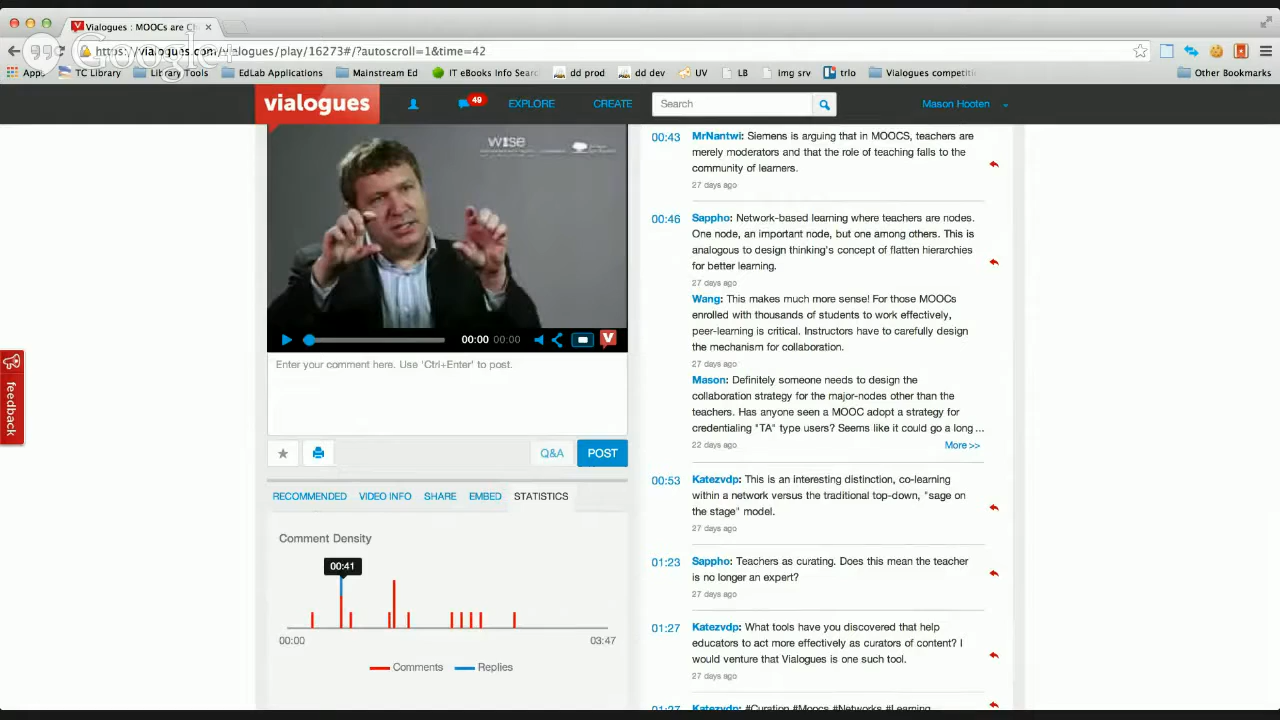 Vialogues : MOOCs are Ch
Google+
https://vialogues.com/vialogues/play/16273#/?autoscroll=1&time=42
Apps TC Library Library Tools EdLab Applications Mainstream Ed IT eBooks Info Searc dd prod dd dev UV LB img srv trlo Vialogues competiti Other Bookmarks
vialogues 49 EXPLORE CREATE Search Mason Hooten
wise
00:00 00:00
Enter your comment here. Use 'Ctrl+Enter' to post.
Q&A POST
RECOMMENDED VIDEO INFO SHARE EMBED STATISTICS
Comment Density
00:41
00:00 03:47
Comments Replies
feedback
00:43 MrNantwi: Siemens is arguing that in MOOCS, teachers are
merely moderators and that the role of teaching falls to the
community of learners.
27 days ago
00:46 Sappho: Network-based learning where teachers are nodes.
One node, an important node, but one among others. This is
analogous to design thinking's concept of flatten hierarchies
for better learning.
27 days ago
Wang: This makes much more sense! For those MOOCs
enrolled with thousands of students to work effectively,
peer-learning is critical. Instructors have to carefully design
the mechanism for collaboration.
27 days ago
Mason: Definitely someone needs to design the
collaboration strategy for the major-nodes other than the
teachers. Has anyone seen a MOOC adopt a strategy for
credentialing "TA" type users? Seems like it could go a long ...
22 days ago More >>
00:53 Katezvdp: This is an interesting distinction, co-learning
within a network versus the traditional top-down, "sage on
the stage" model.
27 days ago
01:23 Sappho: Teachers as curating. Does this mean the teacher
is no longer an expert?
27 days ago
01:27 Katezvdp: What tools have you discovered that help
educators to act more effectively as curators of content? I
would venture that Vialogues is one such tool.
27 days ago
01:27 Katezvdp: #Curation #Moocs #Networks #Learning